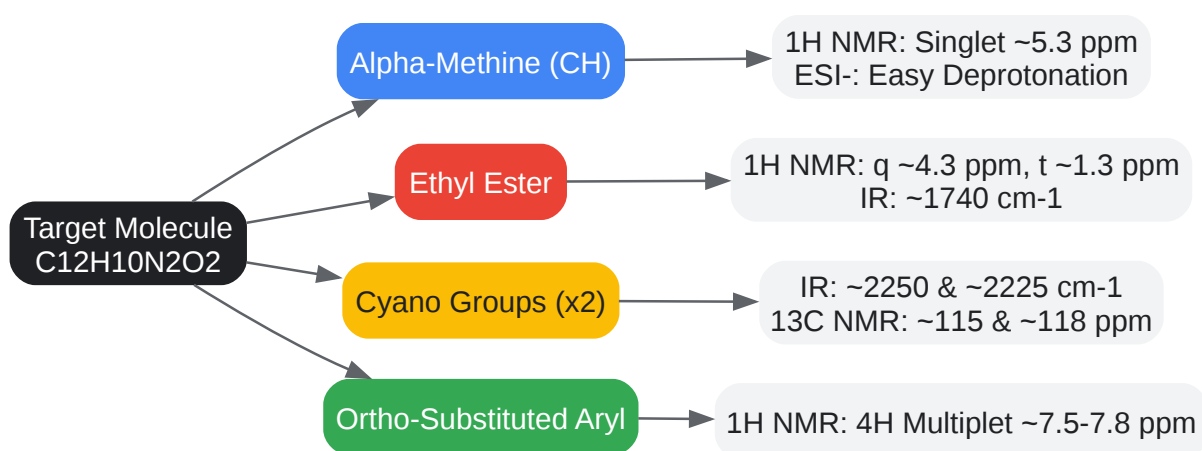 Target Molecule
C12H10N2O2
Alpha-Methine (CH)
1H NMR: Singlet ~5.3 ppm
ESI-: Easy Deprotonation
Ethyl Ester
1H NMR: q ~4.3 ppm, t ~1.3 ppm
IR: ~1740 cm-1
Cyano Groups (x2)
IR: ~2250 & ~2225 cm-1
13C NMR: ~115 & ~118 ppm
Ortho-Substituted Aryl
1H NMR: 4H Multiplet ~7.5-7.8 ppm